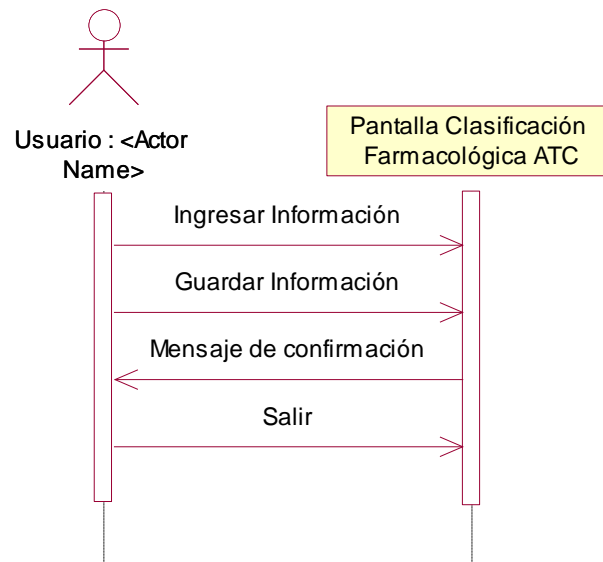 Usuario : <Actor
Name>
Pantalla Clasificación
Farmacológica ATC
Ingresar Información
Guardar Información
Mensaje de confirmación
Salir